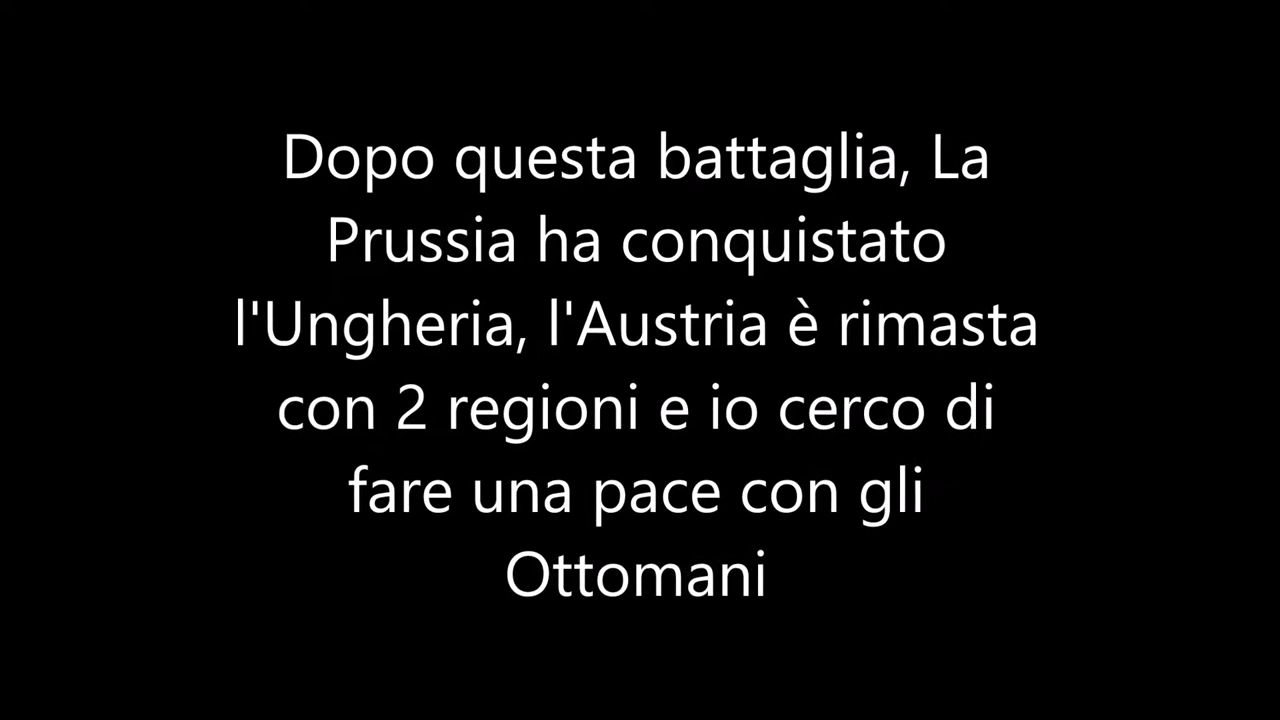 Dopo questa battaglia, La
Prussia ha conquistato
l'Ungheria, l'Austria è rimasta
con 2 regioni e io cerco di
fare una pace con gli
Ottomani